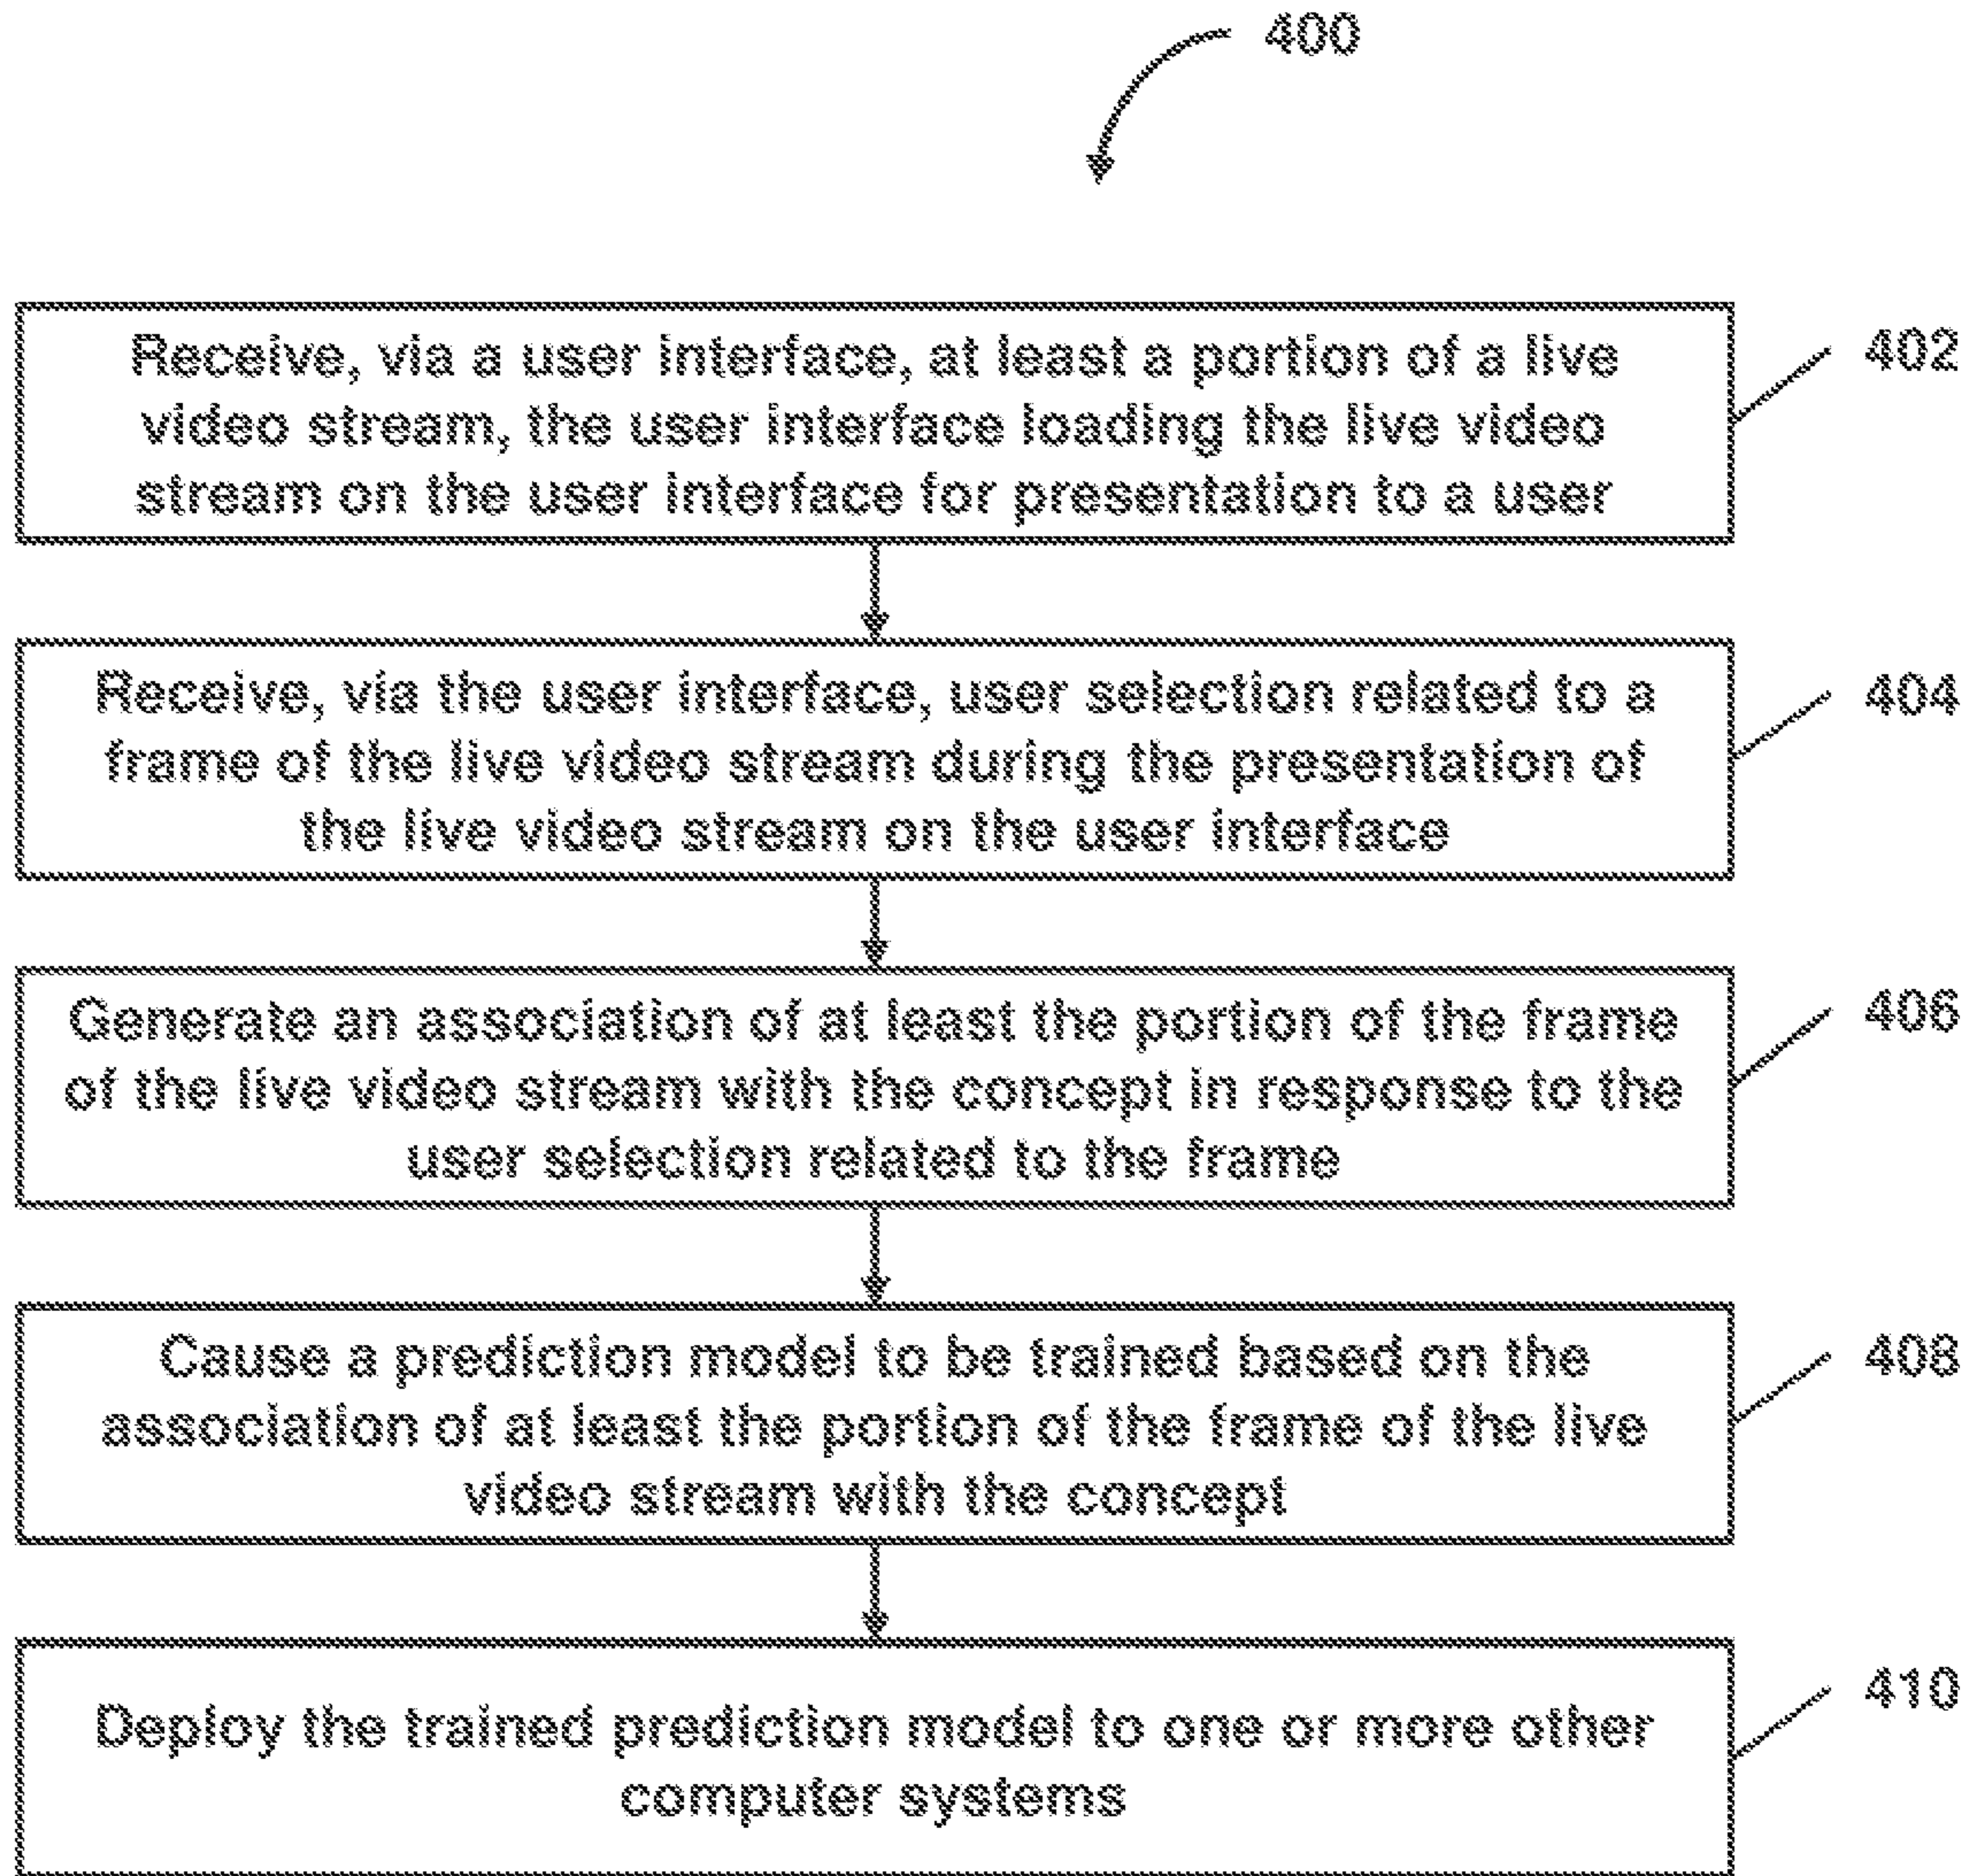 400
Receive, via a user interface, at least a portion of a live
video stream, the user interface loading the live video
stream on the user interface for presentation to a user
402
Receive, via the user interface, user selection related to a
frame of the live video stream during the presentation of
the live video stream on the user interface
404
Generate an association of at least the portion of the frame
of the live video stream with the concept in response to the
user selection related to the frame
406
Cause a prediction model to be trained based on the
association of at least the portion of the frame of the live
video stream with the concept
408
Deploy the trained prediction model to one or more other
computer systems
410